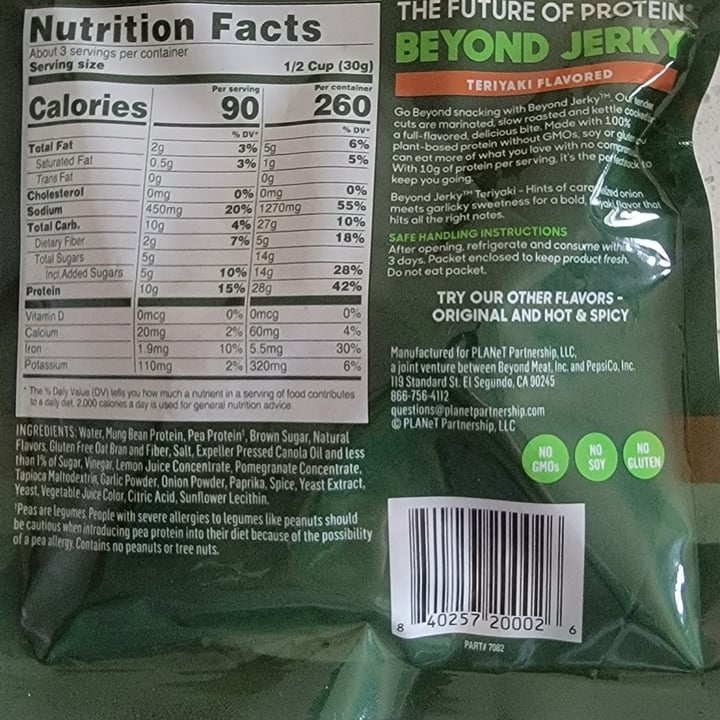 Nutrition Facts
About 3 servings per container
Serving size 1/2 Cup (30g)
Per serving Per container
Calories 90 260
% DV* % DV*
Total Fat 2g 3% 5g 6%
Saturated Fat 0.5g 3% 1g 5%
Trans Fat 0g 0g
Cholesterol 0mg 0% 0mg 0%
Sodium 450mg 20% 1270mg 55%
Total Carb. 10g 4% 27g 10%
Dietary Fiber 2g 7% 5g 18%
Total Sugars 5g 14g
Incl Added Sugars 5g 10% 14g 28%
Protein 10g 15% 28g 42%
Vitamin D 0mcg 0% 0mcg 0%
Calcium 20mg 2% 60mg 4%
Iron 1.9mg 10% 5.5mg 30%
Potassium 110mg 2% 320mg 6%
* The % Daily Value (DV) tells you how much a nutrient in a serving of food contributes
to a daily diet. 2,000 calories a day is used for general nutrition advice
INGREDIENTS: Water, Mung Bean Protein, Pea Protein¹, Brown Sugar, Natural
Flavors, Gluten Free Oat Bran and Fiber, Salt, Expeller Pressed Canola Oil and less
than 1% of Sugar, Vinegar, Lemon Juice Concentrate, Pomegranate Concentrate,
Tapioca Maltodextrin, Garlic Powder, Onion Powder, Paprika, Spice, Yeast Extract,
Yeast, Vegetable Juice Color, Citric Acid, Sunflower Lecithin.
¹Peas are legumes. People with severe allergies to legumes like peanuts should
be cautious when introducing pea protein into their diet because of the possibility
of a pea allergy. Contains no peanuts or tree nuts.
THE FUTURE OF PROTEIN®
BEYOND JERKY
TERIYAKI FLAVORED
Go Beyond snacking with Beyond Jerky™. Our tender
cuts are marinated, slow roasted and kettle cooked
a full-flavored, delicious bite. Made with 100%
plant-based protein without GMOs, soy or gluten
can eat more of what you love with no
With 10g of protein per serving, it's the perfect to
keep you going.
Beyond Jerky™ Teriyaki - Hints of caramelized onion
meets garlicky sweetness for a bold, flavor that
hits all the right notes.
SAFE HANDLING INSTRUCTIONS
After opening, refrigerate and consume within
3 days. Packet enclosed to keep product fresh.
Do not eat packet.
TRY OUR OTHER FLAVORS -
ORIGINAL AND HOT & SPICY
Manufactured for PLANeT Partnership, LLC,
a joint venture between Beyond Meat, Inc. and PepsiCo, Inc.
119 Standard St. El Segundo, CA 90245
866-756-4112
questions@planetpartnership.com
© PLANeT Partnership, LLC
NO GMOs
NO SOY
NO GLUTEN
8 40257 20002 6
PART# 7082